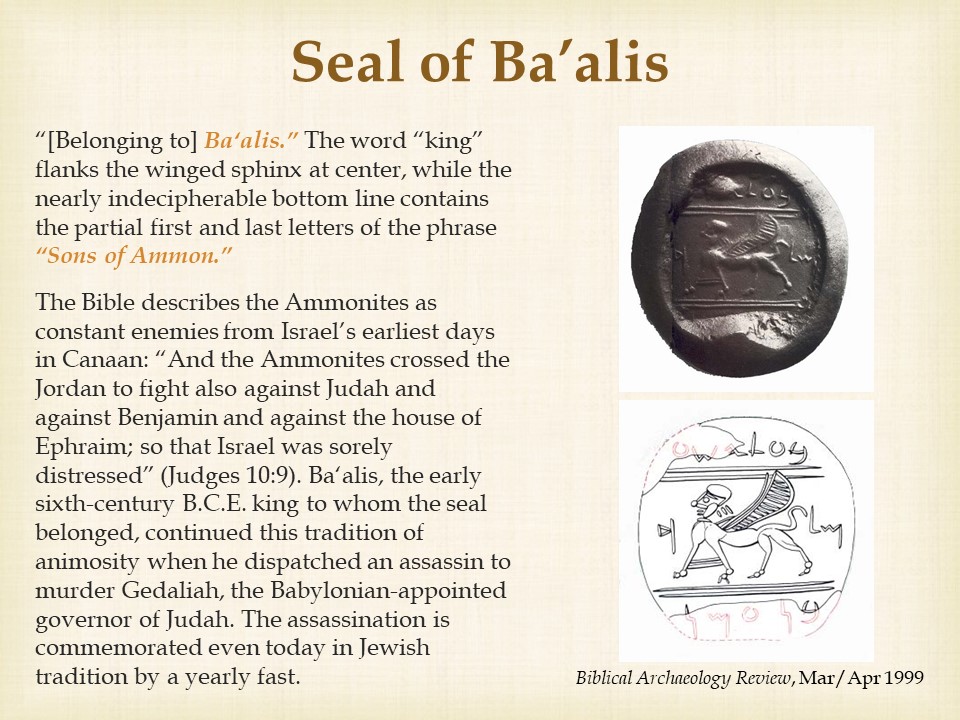 Seal of Ba’alis
“[Belonging to] Ba‘alis.” The word “king”
flanks the winged sphinx at center, while the
nearly indecipherable bottom line contains
the partial first and last letters of the phrase
“Sons of Ammon.”
The Bible describes the Ammonites as
constant enemies from Israel’s earliest days
in Canaan: “And the Ammonites crossed the
Jordan to fight also against Judah and
against Benjamin and against the house of
Ephraim; so that Israel was sorely
distressed” (Judges 10:9). Ba‘alis, the early
sixth-century B.C.E. king to whom the seal
belonged, continued this tradition of
animosity when he dispatched an assassin to
murder Gedaliah, the Babylonian-appointed
governor of Judah. The assassination is
commemorated even today in Jewish
tradition by a yearly fast.
Biblical Archaeology Review, Mar/Apr 1999